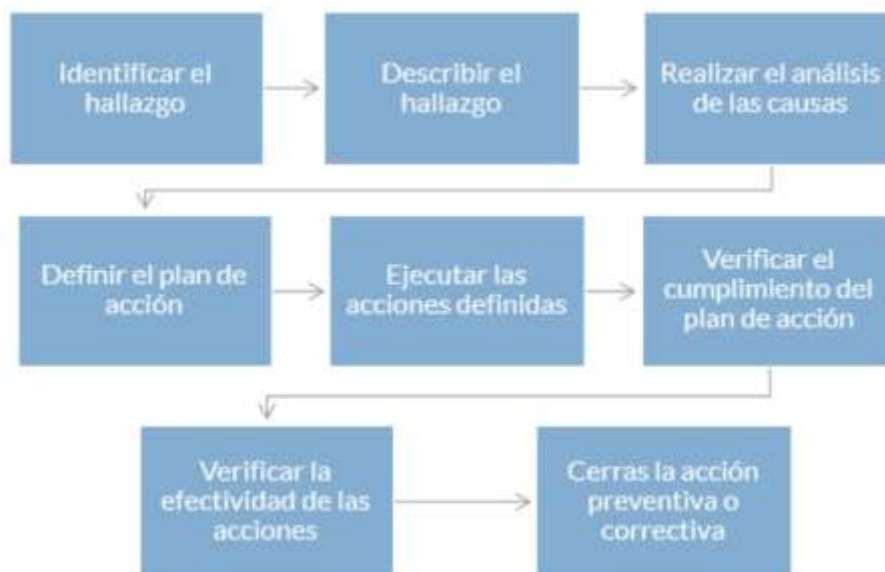 Identificar el
hallazgo
Describir el
hallazgo
Realizar el análisis
de las causas
Definir el plan de
acción
Ejecutar las
acciones definidas
Verificar el
cumplimiento del
plan de acción
Verificar la
efectividad de las
acciones
Cerras la acción
preventiva o
correctiva